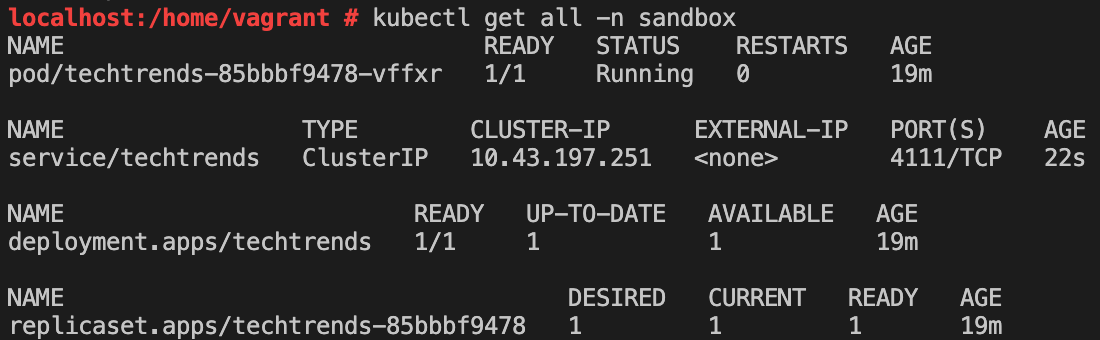 localhost:/home/vagrant # kubectl get all -n sandbox
NAME READY STATUS RESTARTS AGE
pod/techtrends-85bbbf9478-vffxr 1/1 Running 0 19m
NAME TYPE CLUSTER-IP EXTERNAL-IP PORT(S) AGE
service/techtrends ClusterIP 10.43.197.251 <none> 4111/TCP 22s
NAME READY UP-TO-DATE AVAILABLE AGE
deployment.apps/techtrends 1/1 1 1 19m
NAME DESIRED CURRENT READY AGE
replicaset.apps/techtrends-85bbbf9478 1 1 1 19m